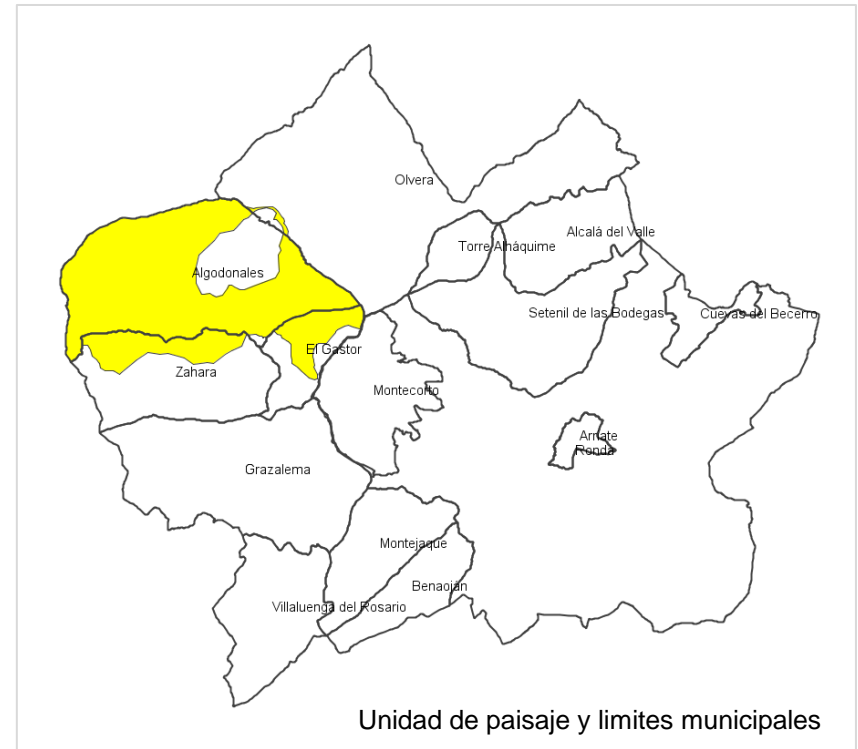 Olvera
Alcalá del Valle
Torre Alháquime
Algodonales
Setenil de las Bodegas
Cuevas del Becerro
El Gastor
Zahara
Montecorto
Arriate
Ronda
Grazalema
Montejaque
Benaoján
Villaluenga del Rosario
Unidad de paisaje y limites municipales